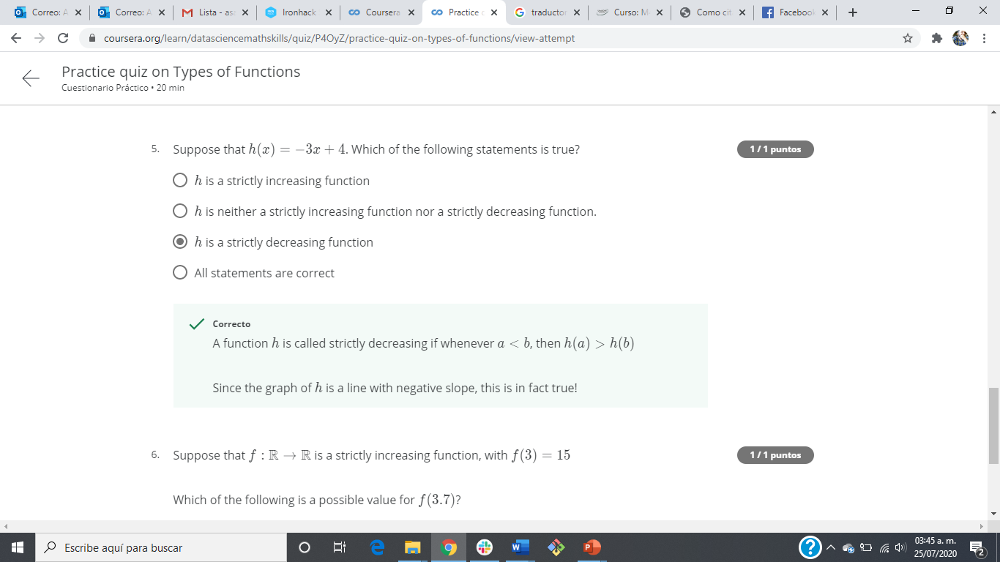 Correo: A
Correo: A
Lista - asa
Ironhack
Coursera
Practice
traductor
Curso: M
Como cit
Facebook
coursera.org/learn/datasciencemathskills/quiz/P4OyZ/practice-quiz-on-types-of-functions/view-attempt
Practice quiz on Types of Functions
Cuestionario Práctico • 20 min
5. Suppose that h(x) = −3x + 4. Which of the following statements is true?
1 / 1 puntos
h is a strictly increasing function
h is neither a strictly increasing function nor a strictly decreasing function.
h is a strictly decreasing function
All statements are correct
Correcto
A function h is called strictly decreasing if whenever a < b, then h(a) > h(b)
Since the graph of h is a line with negative slope, this is in fact true!
6. Suppose that f : ℝ → ℝ is a strictly increasing function, with f(3) = 15
1 / 1 puntos
Which of the following is a possible value for f(3.7)?
Escribe aquí para buscar
03:45 a. m.
25/07/2020
2